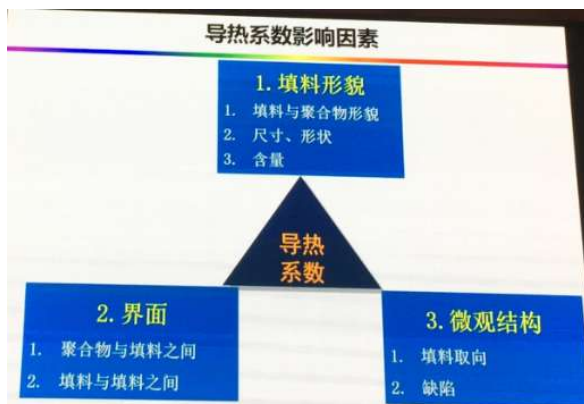 导热系数影响因素
1.填料形貌
1. 填料与聚合物形貌
2. 尺寸、形状
3. 含量
导热
系数
2.界面
1. 聚合物与填料之间
2. 填料与填料之间
3.微观结构
1. 填料取向
2. 缺陷